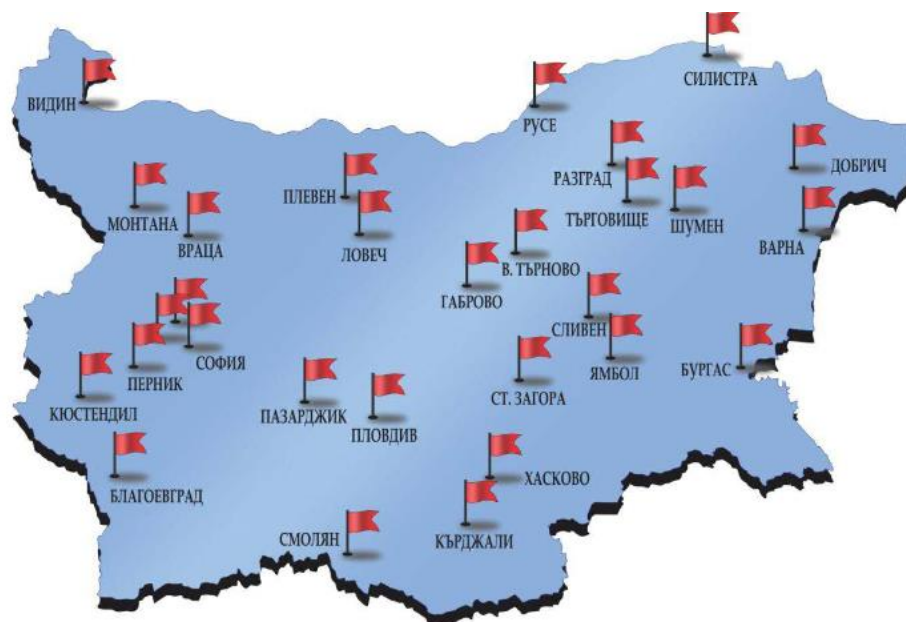 СИЛИСТРА
ВИДИН
РУСЕ
ДОБРИЧ
РАЗГРАД
ПЛЕВЕН
ТЪРГОВИЩЕ
МОНТАНА
ШУМЕН
ВРАЦА
ЛОВЕЧ
ВАРНА
В. ТЪРНОВО
ГАБРОВО
СЛИВЕН
СОФИЯ
БУРГАС
ЯМБОЛ
ПЕРНИК
СТ. ЗАГОРА
КЮСТЕНДИЛ
ПАЗАРДЖИК
ПЛОВДИВ
ХАСКОВО
БЛАГОЕВГРАД
СМОЛЯН
КЪРДЖАЛИ